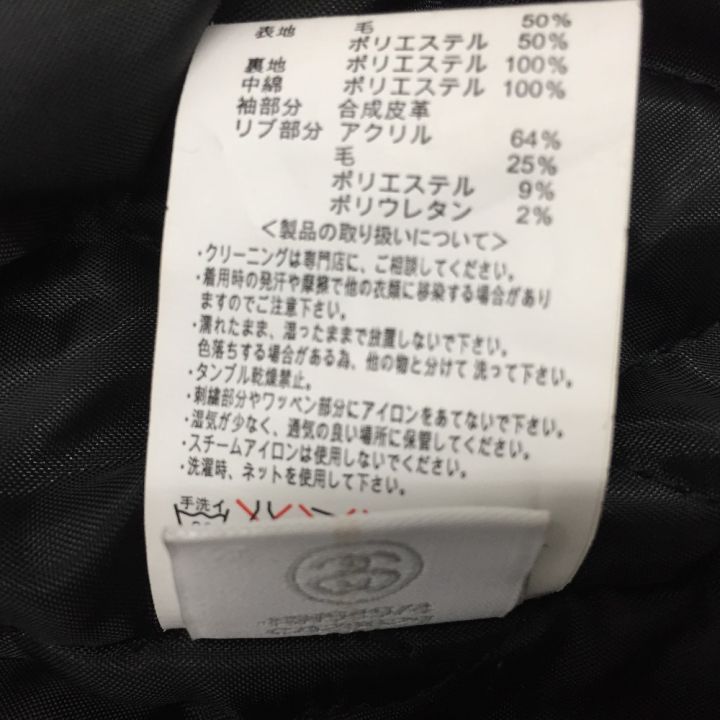 表地 毛 50%
ポリエステル 50%
裏地 ポリエステル 100%
中綿 ポリエステル 100%
袖部分 合成皮革
リブ部分 アクリル 64%
毛 25%
ポリエステル 9%
ポリウレタン 2%
<製品の取り扱いについて>
・クリーニングは専門店に、ご相談してください。
・着用時の発汗や摩擦で他の衣類に移染する場合があり
ますのでご注意下さい。
・濡れたまま、湿ったままで放置しないで下さい。
色落ちする場合がある為、他の物と分けて 洗って下さい。
・タンブル乾燥禁止。
・刺繍部分やワッペン部分にアイロンをあてないで下さい。
・湿気が少なく、通気の良い場所に保管してください。
・スチームアイロンは使用しないでください。
・洗濯時、ネットを使用して下さい。
手洗イ